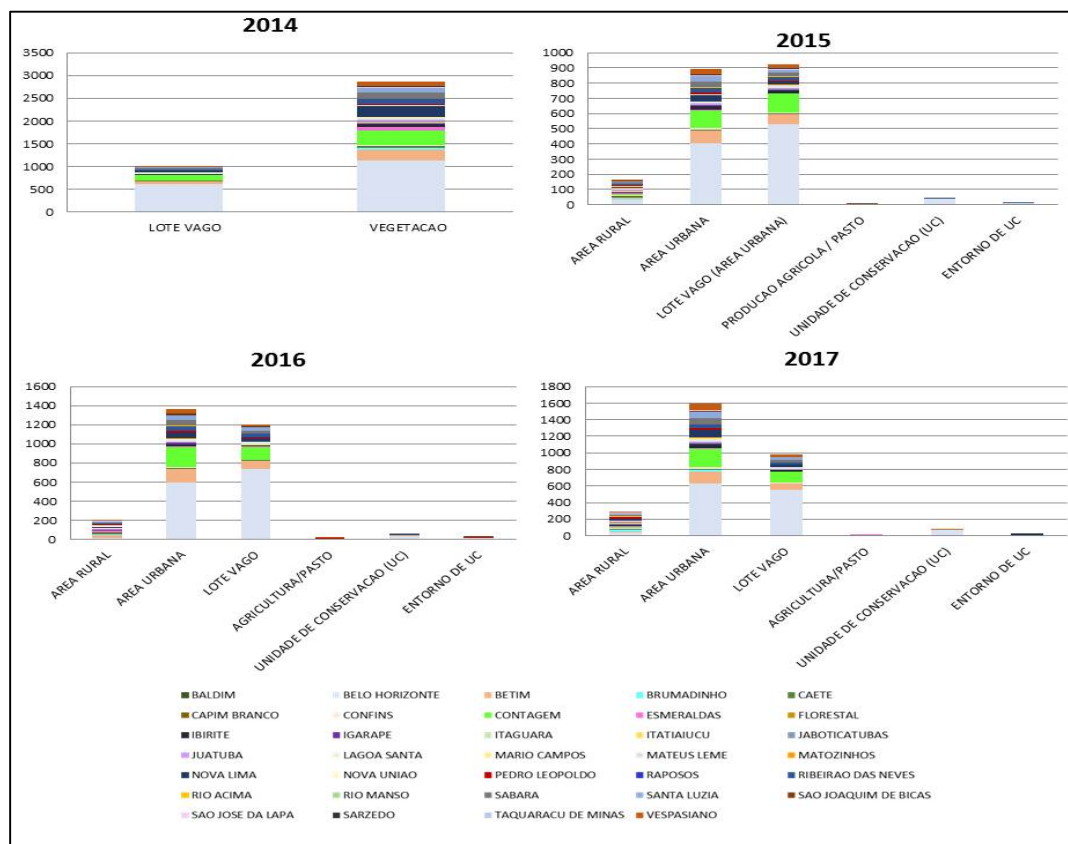 2014
3500
3000
2500
2000
1500
1000
500
0
LOTE VAGO
VEGETACAO
2015
1000
900
800
700
600
500
400
300
200
100
0
AREA RURAL
AREA URBANA
LOTE VAGO (AREA URBANA)
PRODUCAO AGRICOLA / PASTO
UNIDADE DE CONSERVACAO (UC)
ENTORNO DE UC
2016
1600
1400
1200
1000
800
600
400
200
0
AREA RURAL
AREA URBANA
LOTE VAGO
AGRICULTURA/PASTO
UNIDADE DE CONSERVACAO (UC)
ENTORNO DE UC
2017
1800
1600
1400
1200
1000
800
600
400
200
0
AREA RURAL
AREA URBANA
LOTE VAGO
AGRICULTURA/PASTO
UNIDADE DE CONSERVACAO (UC)
ENTORNO DE UC
BALDIM BELO HORIZONTE BETIM BRUMADINHO CAETE
CAPIM BRANCO CONFINS CONTAGEM ESMERALDAS FLORESTAL
IBIRITE IGARAPE ITAGUARA ITATIAIUCU JABOTICATUBAS
JUATUBA LAGOA SANTA MARIO CAMPOS MATEUS LEME MATOZINHOS
NOVA LIMA NOVA UNIAO PEDRO LEOPOLDO RAPOSOS RIBEIRAO DAS NEVES
RIO ACIMA RIO MANSO SABARA SANTA LUZIA SAO JOAQUIM DE BICAS
SAO JOSE DA LAPA SARZEDO TAQUARACU DE MINAS VESPASIANO